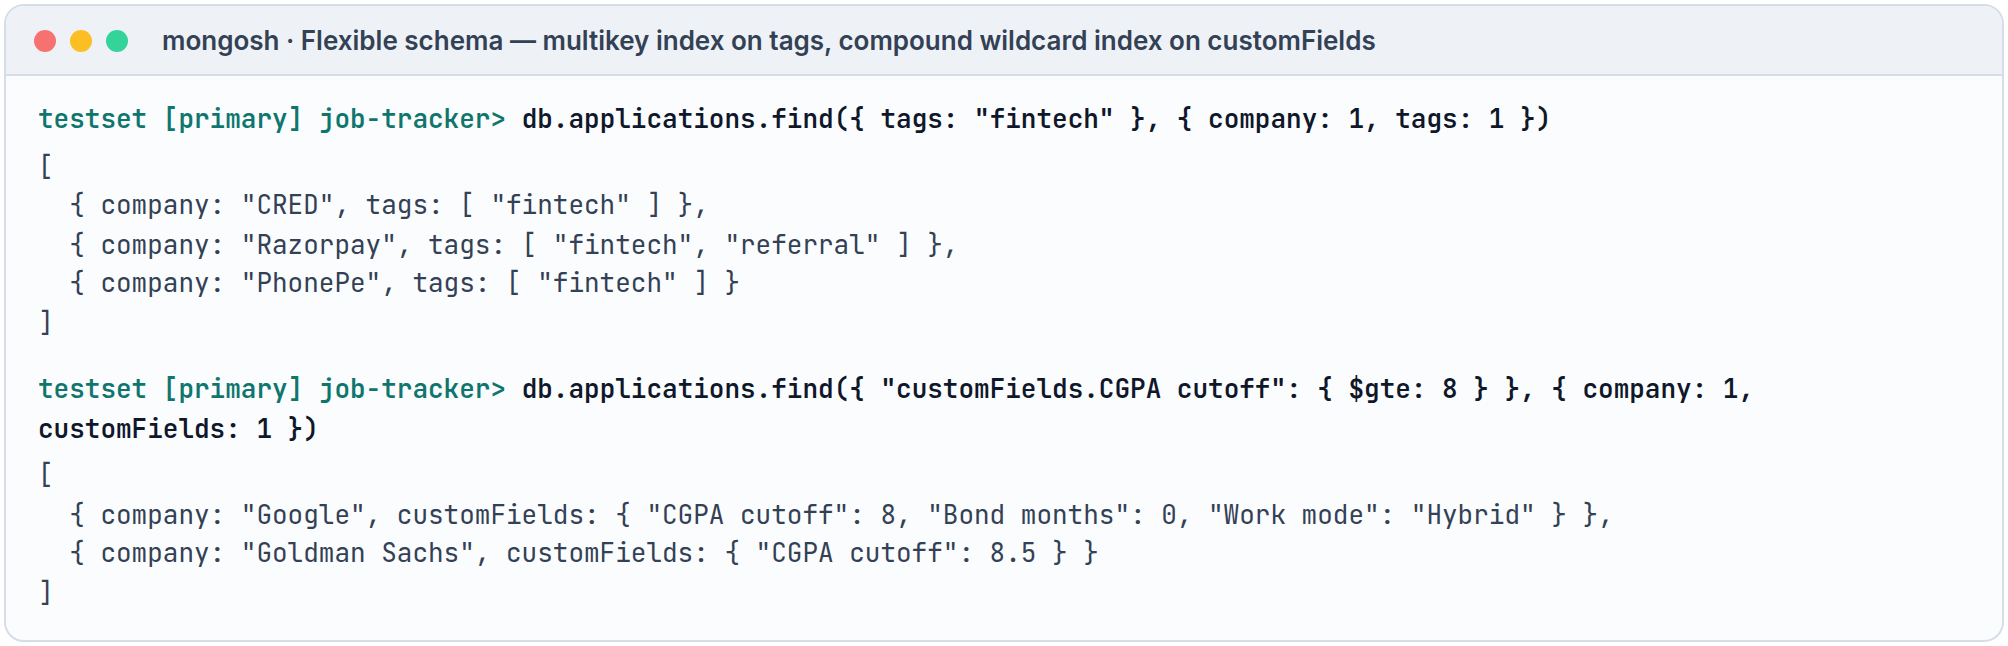 mongosh · Flexible schema — multikey index on tags, compound wildcard index on customFields
testset [primary] job-tracker> db.applications.find({ tags: "fintech" }, { company: 1, tags: 1 })
[
  { company: "CRED", tags: [ "fintech" ] },
  { company: "Razorpay", tags: [ "fintech", "referral" ] },
  { company: "PhonePe", tags: [ "fintech" ] }
]
testset [primary] job-tracker> db.applications.find({ "customFields.CGPA cutoff": { $gte: 8 } }, { company: 1,
customFields: 1 })
[
  { company: "Google", customFields: { "CGPA cutoff": 8, "Bond months": 0, "Work mode": "Hybrid" } },
  { company: "Goldman Sachs", customFields: { "CGPA cutoff": 8.5 } }
]